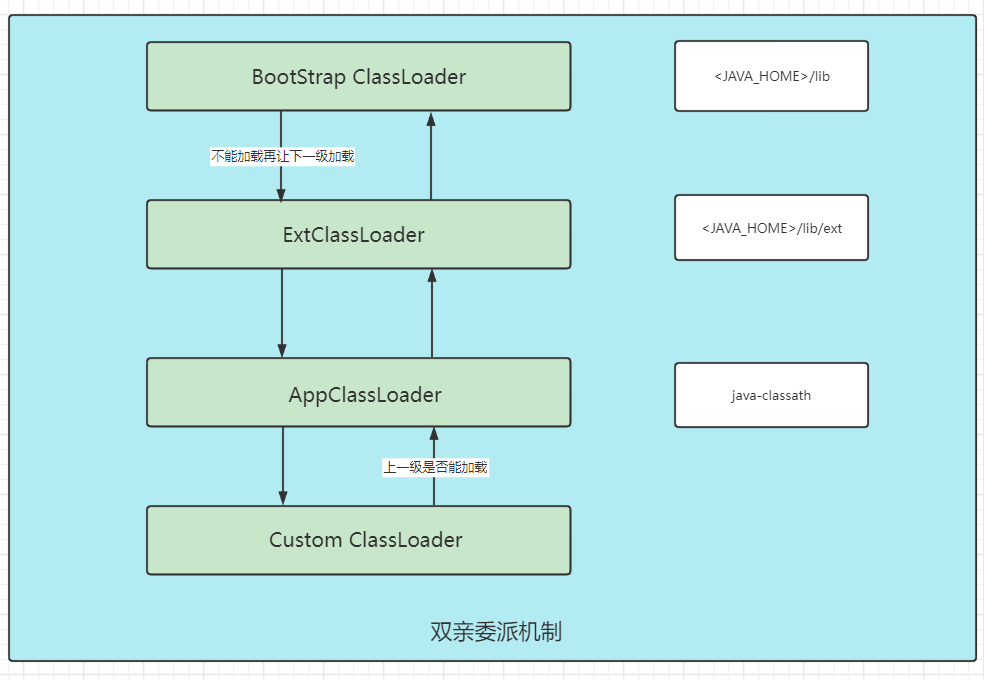 BootStrap ClassLoader
<JAVA_HOME>/lib
不能加载再让下一级加载
ExtClassLoader
<JAVA_HOME>/lib/ext
AppClassLoader
java-classath
上一级是否能加载
Custom ClassLoader
双亲委派机制